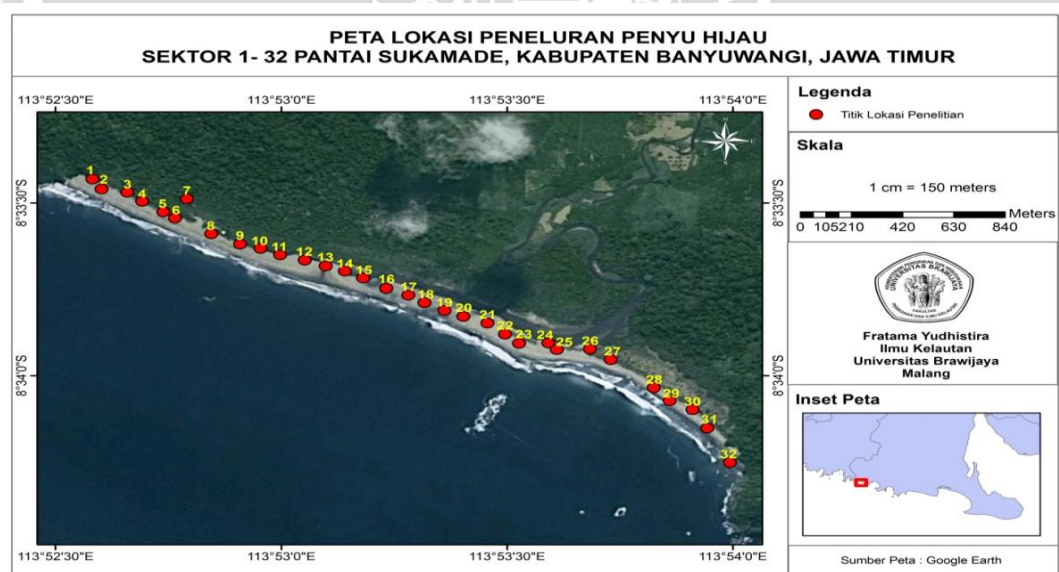 PETA LOKASI PENELURAN PENYU HIJAU
SEKTOR 1- 32 PANTAI SUKAMADE, KABUPATEN BANYUWANGI, JAWA TIMUR
113°52'30"E 113°53'0"E 113°53'30"E 113°54'0"E
8°33'30"S 8°33'30"S
8°34'0"S 8°34'0"S
1
2
3
4
5
6
7
8
9
10
11
12
13
14
15
16
17
18
19
20
21
22
23
24
25
26
27
28
29
30
31
32
N
113°52'30"E 113°53'0"E 113°53'30"E 113°54'0"E
Legenda
Titik Lokasi Penelitian
Skala
1 cm = 150 meters
Meters
0 105210 420 630 840
UNIVERSITAS BRAWIJAYA
Fratama Yudhistira
Ilmu Kelautan
Universitas Brawijaya
Malang
Inset Peta
Sumber Peta : Google Earth